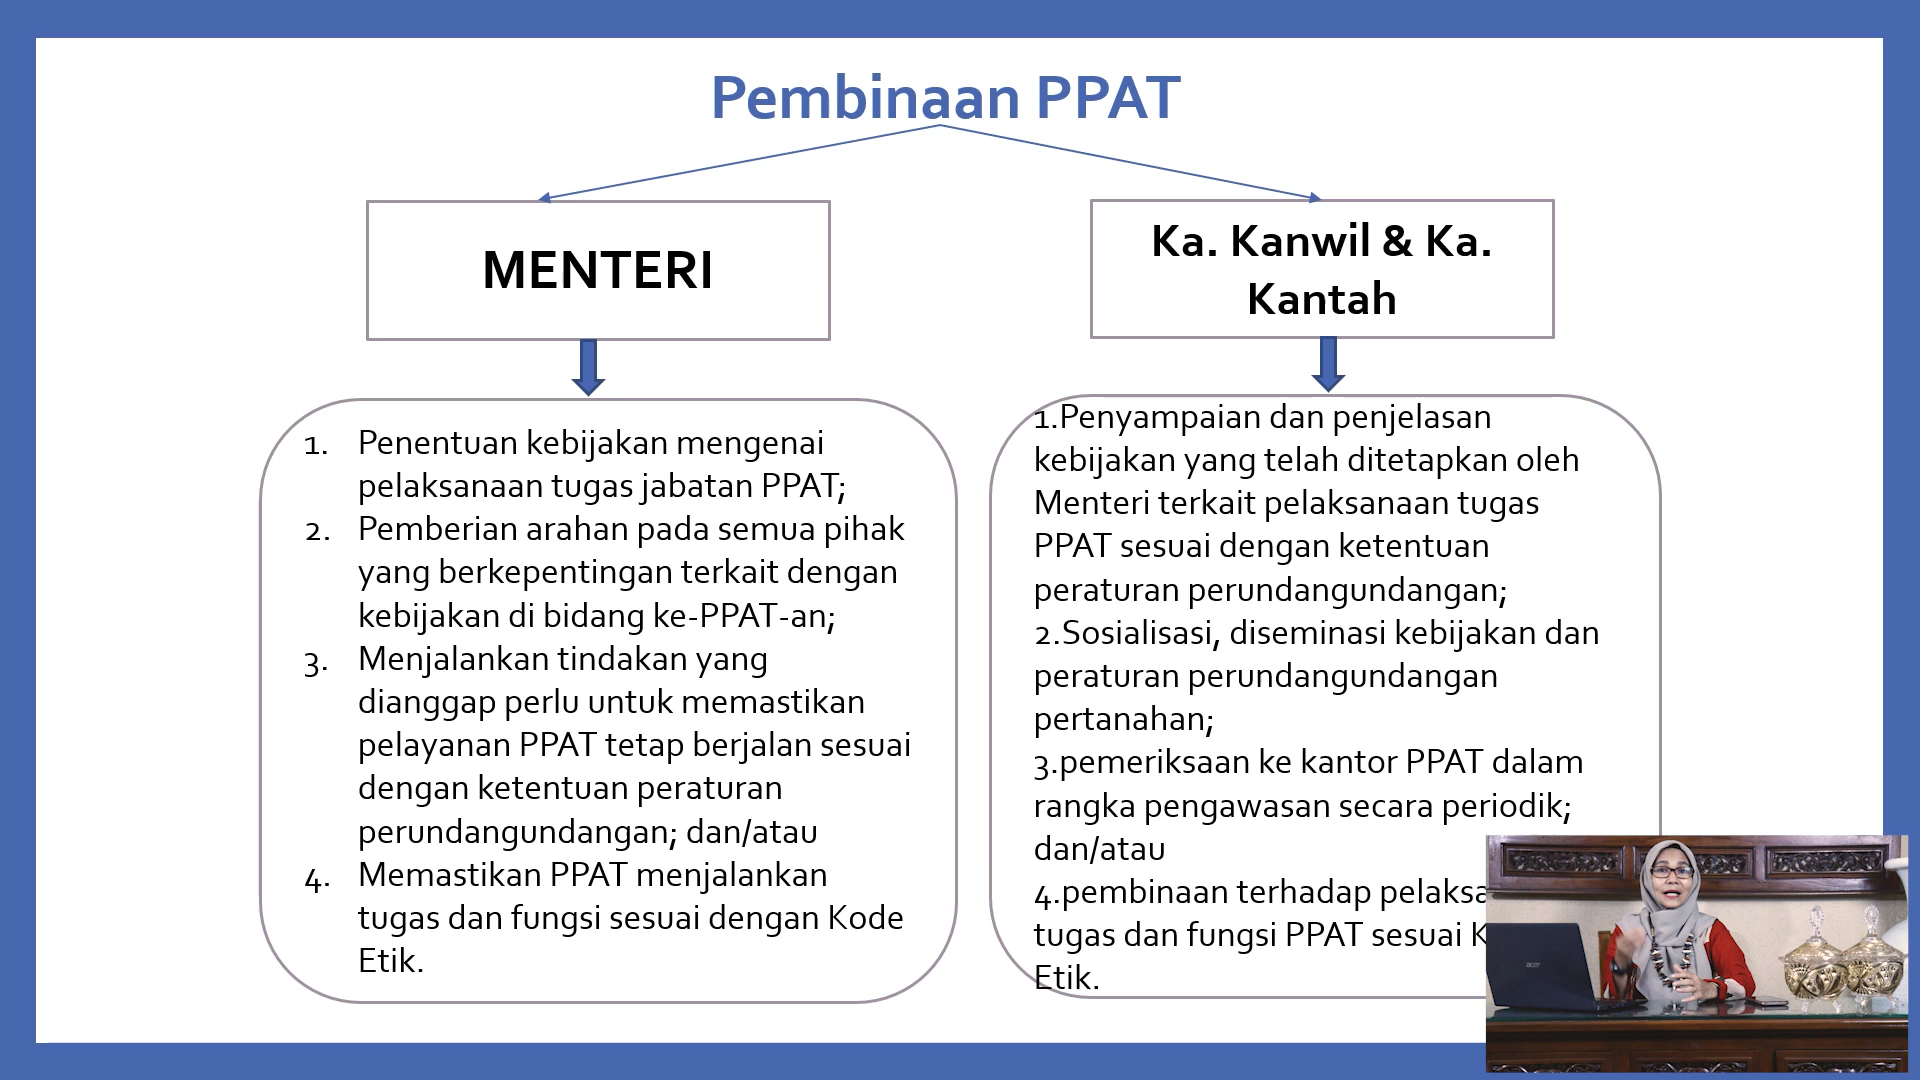 Pembinaan PPAT
MENTERI
1. Penentuan kebijakan mengenai
pelaksanaan tugas jabatan PPAT;
2. Pemberian arahan pada semua pihak
yang berkepentingan terkait dengan
kebijakan di bidang ke-PPAT-an;
3. Menjalankan tindakan yang
dianggap perlu untuk memastikan
pelayanan PPAT tetap berjalan sesuai
dengan ketentuan peraturan
perundangundangan; dan/atau
4. Memastikan PPAT menjalankan
tugas dan fungsi sesuai dengan Kode
Etik.
Ka. Kanwil & Ka.
Kantah
1.Penyampaian dan penjelasan
kebijakan yang telah ditetapkan oleh
Menteri terkait pelaksanaan tugas
PPAT sesuai dengan ketentuan
peraturan perundangundangan;
2.Sosialisasi, diseminasi kebijakan dan
peraturan perundangundangan
pertanahan;
3.pemeriksaan ke kantor PPAT dalam
rangka pengawasan secara periodik;
dan/atau
4.pembinaan terhadap pelaksa
tugas dan fungsi PPAT sesuai K
Etik.
acer